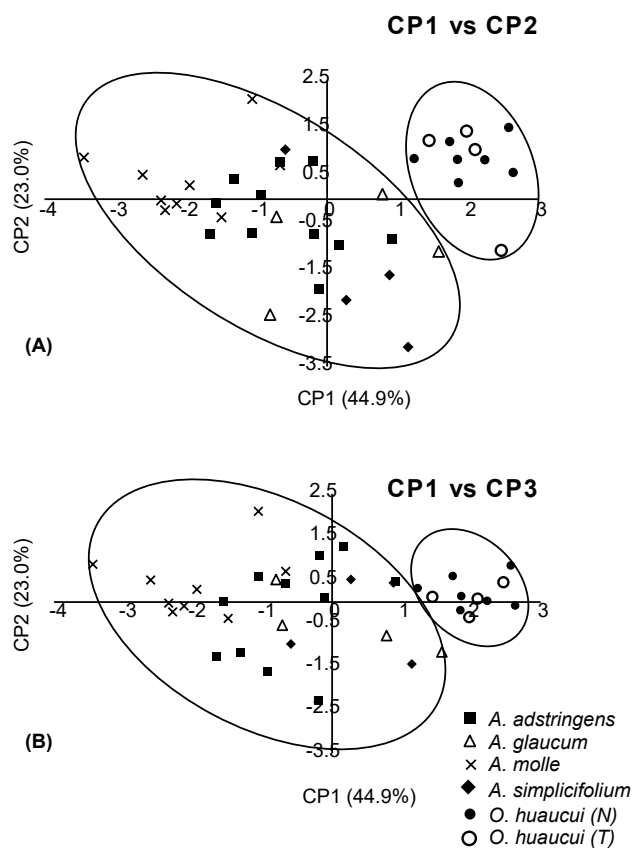 CP1 vs CP2
2.5
1.5
0.5
-4 -3 -2 -1 0 1 2 3
-0.5
-1.5
-2.5
-3.5
CP2 (23.0%)
(A)
CP1 (44.9%)
CP1 vs CP3
2.5
1.5
0.5
-4 -3 -2 -1 0 1 2 3
-0.5
-1.5
-2.5
-3.5
CP2 (23.0%)
(B)
CP1 (44.9%)
A. adstringens
A. glaucum
A. molle
A. simplicifolium
O. huaucui (N)
O. huaucui (T)